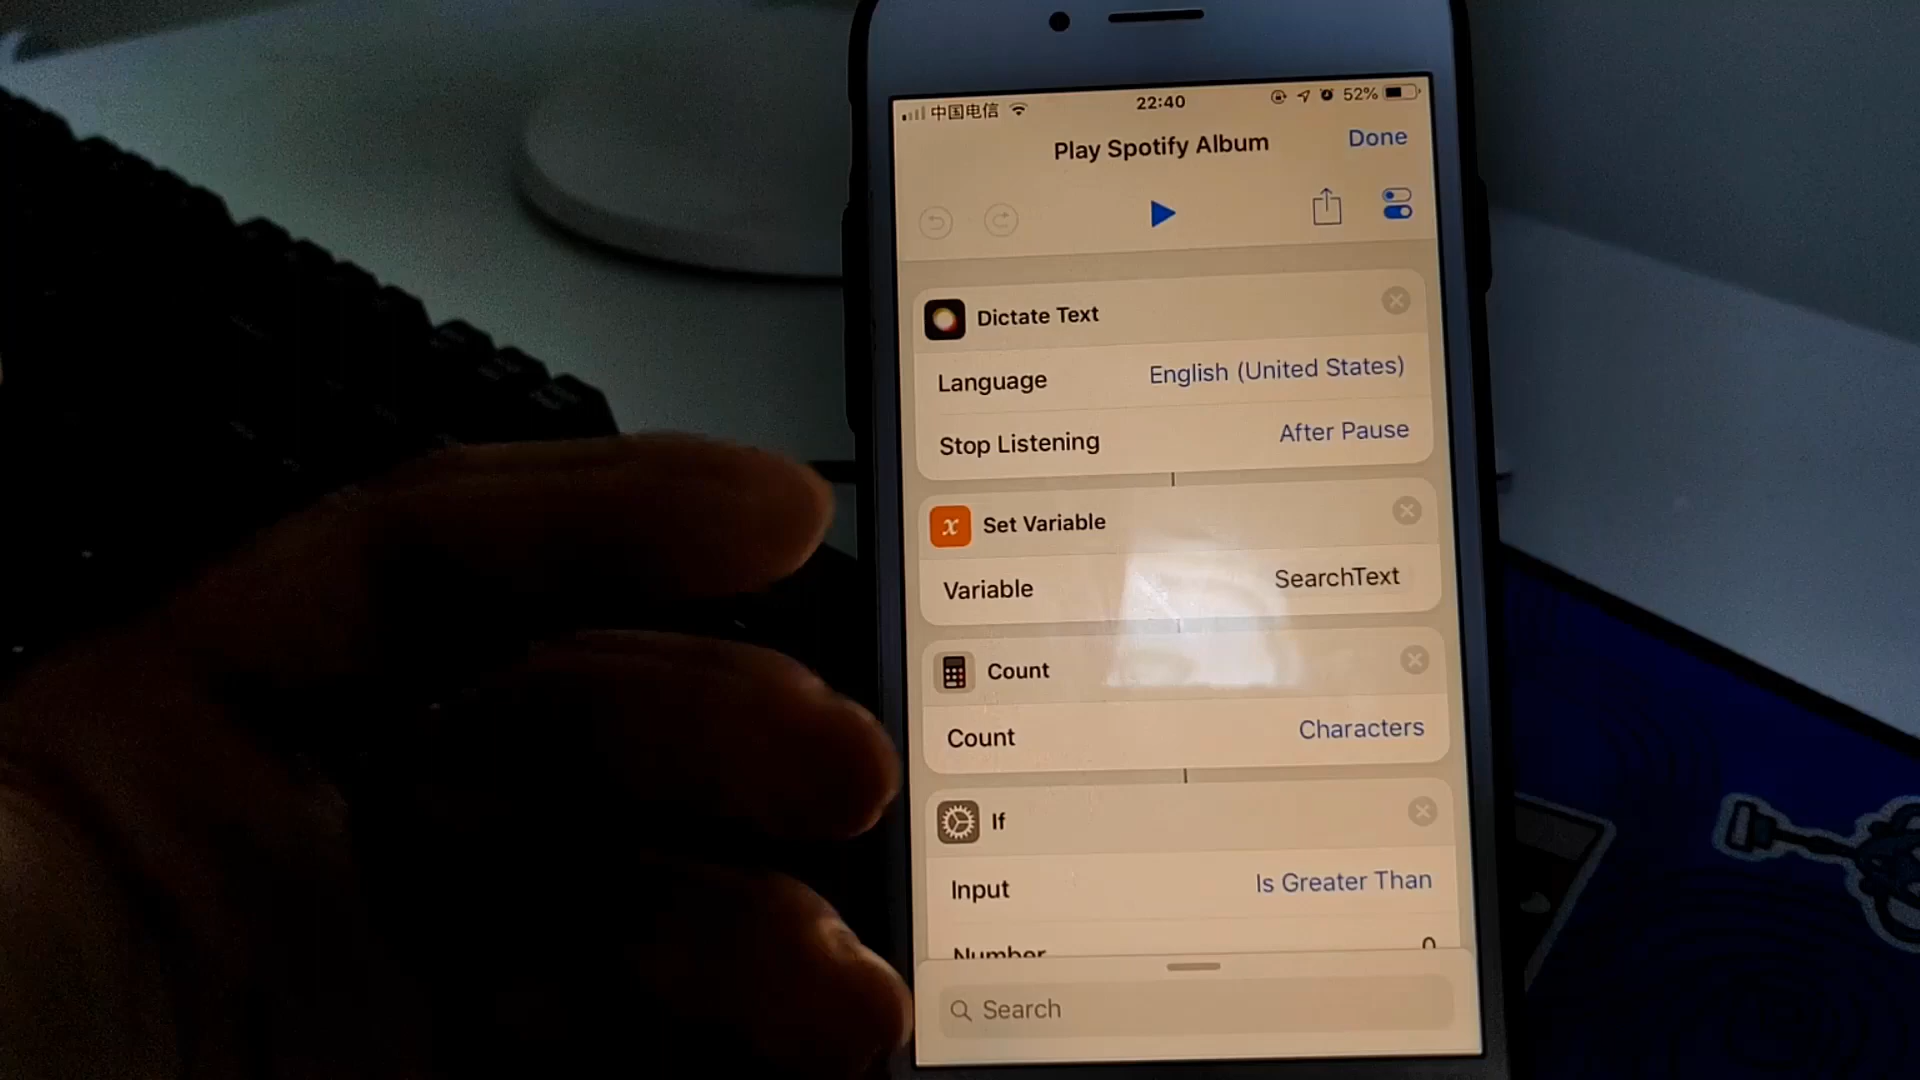 中国电信 22:40 52%
Play Spotify Album Done
Dictate Text
Language English (United States)
Stop Listening After Pause
x Set Variable
Variable SearchText
Count
Count Characters
If
Input Is Greater Than
Number 0
Search